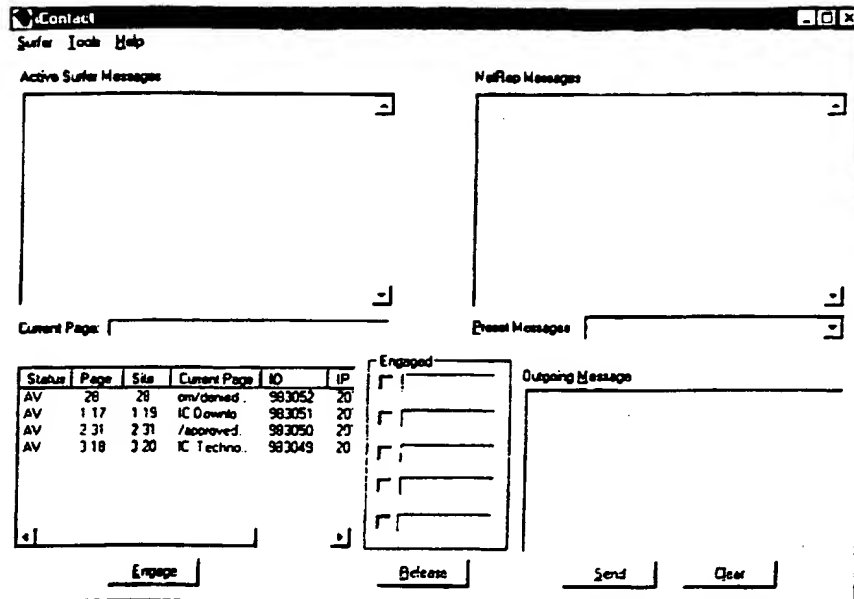 iContact
Surfer Tools Help
Active Surfer Messages
NetRep Messages
Current Page:
Preset Messages
Status Page Site Current Page ID IP
AV 28 28 om/denied.. 983052 20
AV 1 17 1 19 IC Downlo 983051 20
AV 2 31 2 31 /approved.. 983050 20
AV 3 18 3 20 IC Techno.. 983049 20
Engaged
Outgoing Message
Engage
Release
Send
Clear